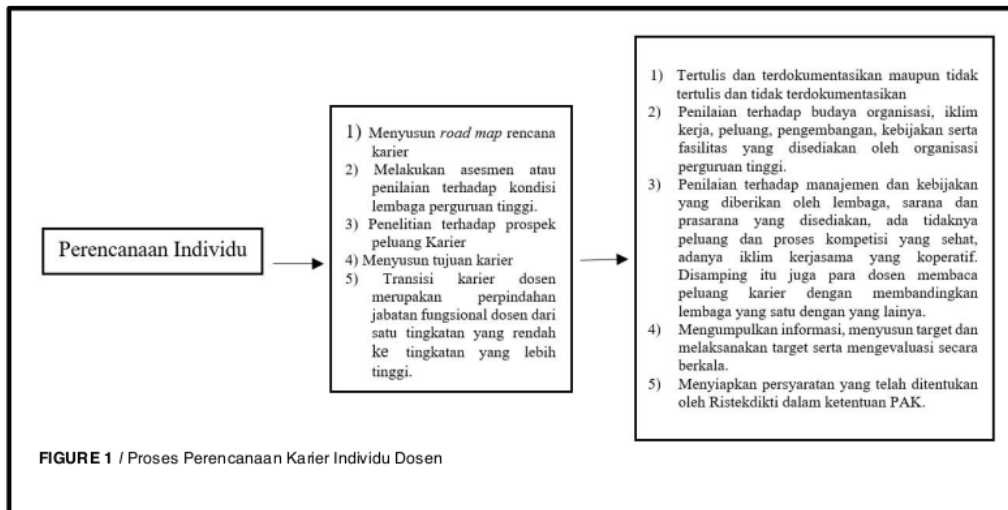 Perencanaan Individu
1) Menyusun road map rencana
karier
2) Melakukan asesmen atau
penilaian terhadap kondisi
lembaga perguruan tinggi.
3) Penelitian terhadap prospek
peluang Karier
4) Menyusun tujuan karier
5) Transisi karier dosen
merupakan perpindahan
jabatan fungsional dosen dari
satu tingkatan yang rendah
ke tingkatan yang lebih
tinggi.
1) Tertulis dan terdokumentasikan maupun tidak
tertulis dan tidak terdokumentasikan
2) Penilaian terhadap budaya organisasi, iklim
kerja, peluang, pengembangan, kebijakan serta
fasilitas yang disediakan oleh organisasi
perguruan tinggi.
3) Penilaian terhadap manajemen dan kebijakan
yang diberikan oleh lembaga, sarana dan
prasarana yang disediakan, ada tidaknya
peluang dan proses kompetisi yang sehat,
adanya iklim kerjasama yang koperatif.
Disamping itu juga para dosen membaca
peluang karier dengan membandingkan
lembaga yang satu dengan yang lainya.
4) Mengumpulkan informasi, menyusun target dan
melaksanakan target serta mengevaluasi secara
berkala.
5) Menyiapkan persyaratan yang telah ditentukan
oleh Ristekdikti dalam ketentuan PAK.
FIGURE 1 / Proses Perencanaan Karier Individu Dosen